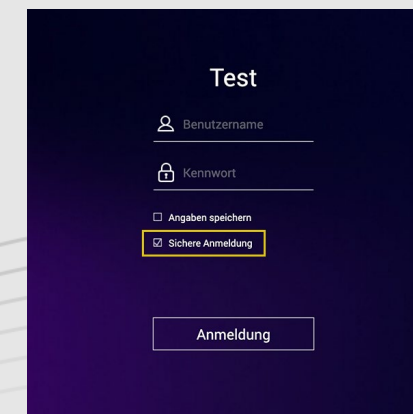 Test
Benutzername
Kennwort
Angaben speichern
Sichere Anmeldung
Anmeldung